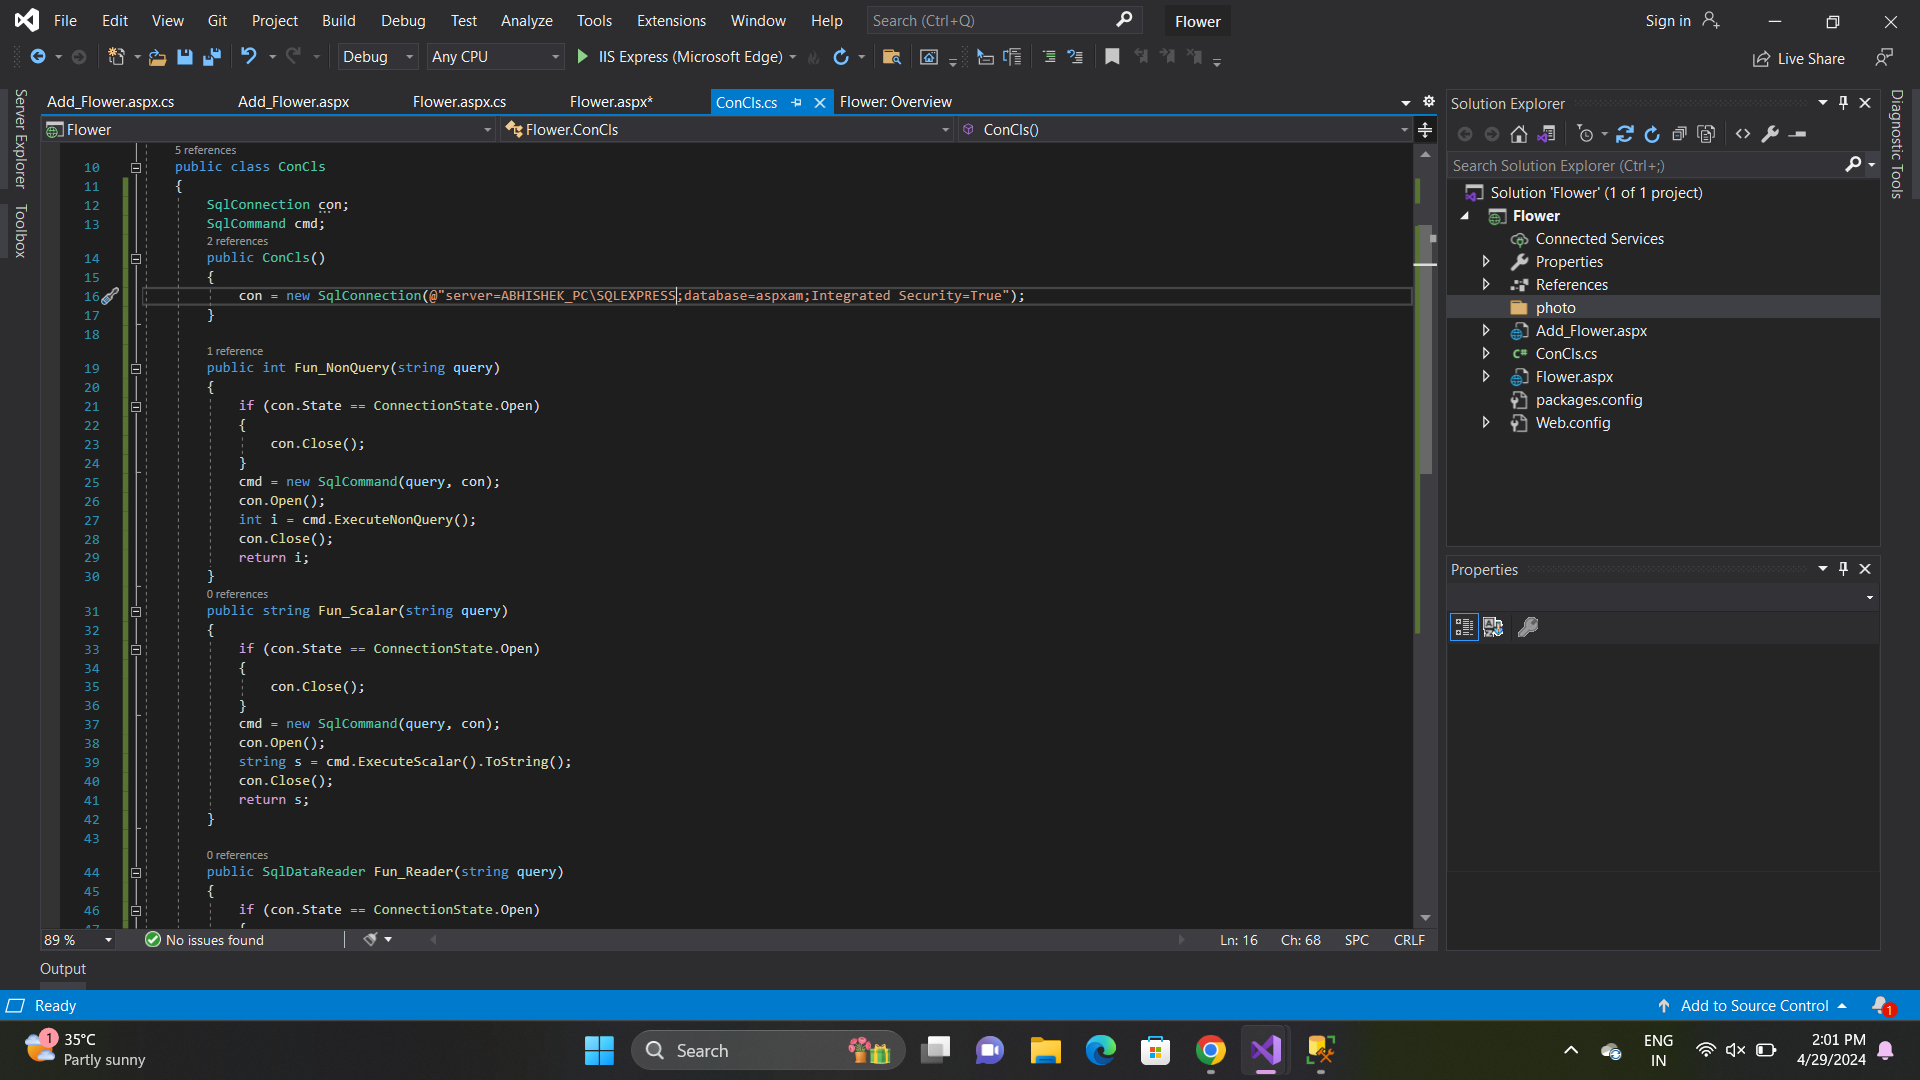 File Edit View Git Project Build Debug Test Analyze Tools Extensions Window Help Search (Ctrl+Q) Flower Sign in
Debug Any CPU IIS Express (Microsoft Edge) Live Share
Server Explorer
Toolbox
Add_Flower.aspx.cs Add_Flower.aspx Flower.aspx.cs Flower.aspx* ConCls.cs Flower: Overview
Flower Flower.ConCls ConCls()
5 references
10 public class ConCls
11 {
12 SqlConnection con;
13 SqlCommand cmd;
2 references
14 public ConCls()
15 {
16 con = new SqlConnection(@"server=ABHISHEK_PC\SQLEXPRESS;database=aspxam;Integrated Security=True");
17 }
18
1 reference
19 public int Fun_NonQuery(string query)
20 {
21 if (con.State == ConnectionState.Open)
22 {
23 con.Close();
24 }
25 cmd = new SqlCommand(query, con);
26 con.Open();
27 int i = cmd.ExecuteNonQuery();
28 con.Close();
29 return i;
30 }
0 references
31 public string Fun_Scalar(string query)
32 {
33 if (con.State == ConnectionState.Open)
34 {
35 con.Close();
36 }
37 cmd = new SqlCommand(query, con);
38 con.Open();
39 string s = cmd.ExecuteScalar().ToString();
40 con.Close();
41 return s;
42 }
43
0 references
44 public SqlDataReader Fun_Reader(string query)
45 {
46 if (con.State == ConnectionState.Open)
47 {
89 % No issues found Ln: 16 Ch: 68 SPC CRLF
Output
Solution Explorer
Search Solution Explorer (Ctrl+;)
Solution 'Flower' (1 of 1 project)
Flower
Connected Services
Properties
References
photo
Add_Flower.aspx
C# ConCls.cs
Flower.aspx
packages.config
Web.config
Properties
Diagnostic Tools
Ready Add to Source Control 1
1 35°C
Partly sunny
Search
ENG
IN
2:01 PM
4/29/2024